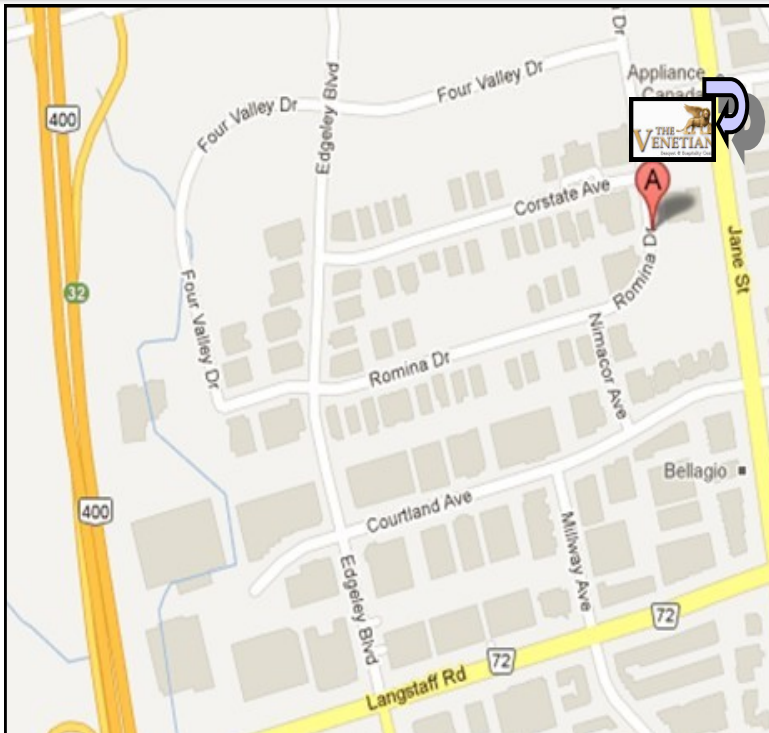 Dr
Appliance
Canada
THE
VENETIAN
A
Four Valley Dr
Four Valley Dr
400
Edgeley Blvd
Corstate Ave
Jane St
32
Four Valley Dr
Romina Dr
Romina Dr
Nimacor Ave
Bellagio
400
Courtland Ave
Millway Ave
Edgeley Blvd
72
72
Langstaff Rd